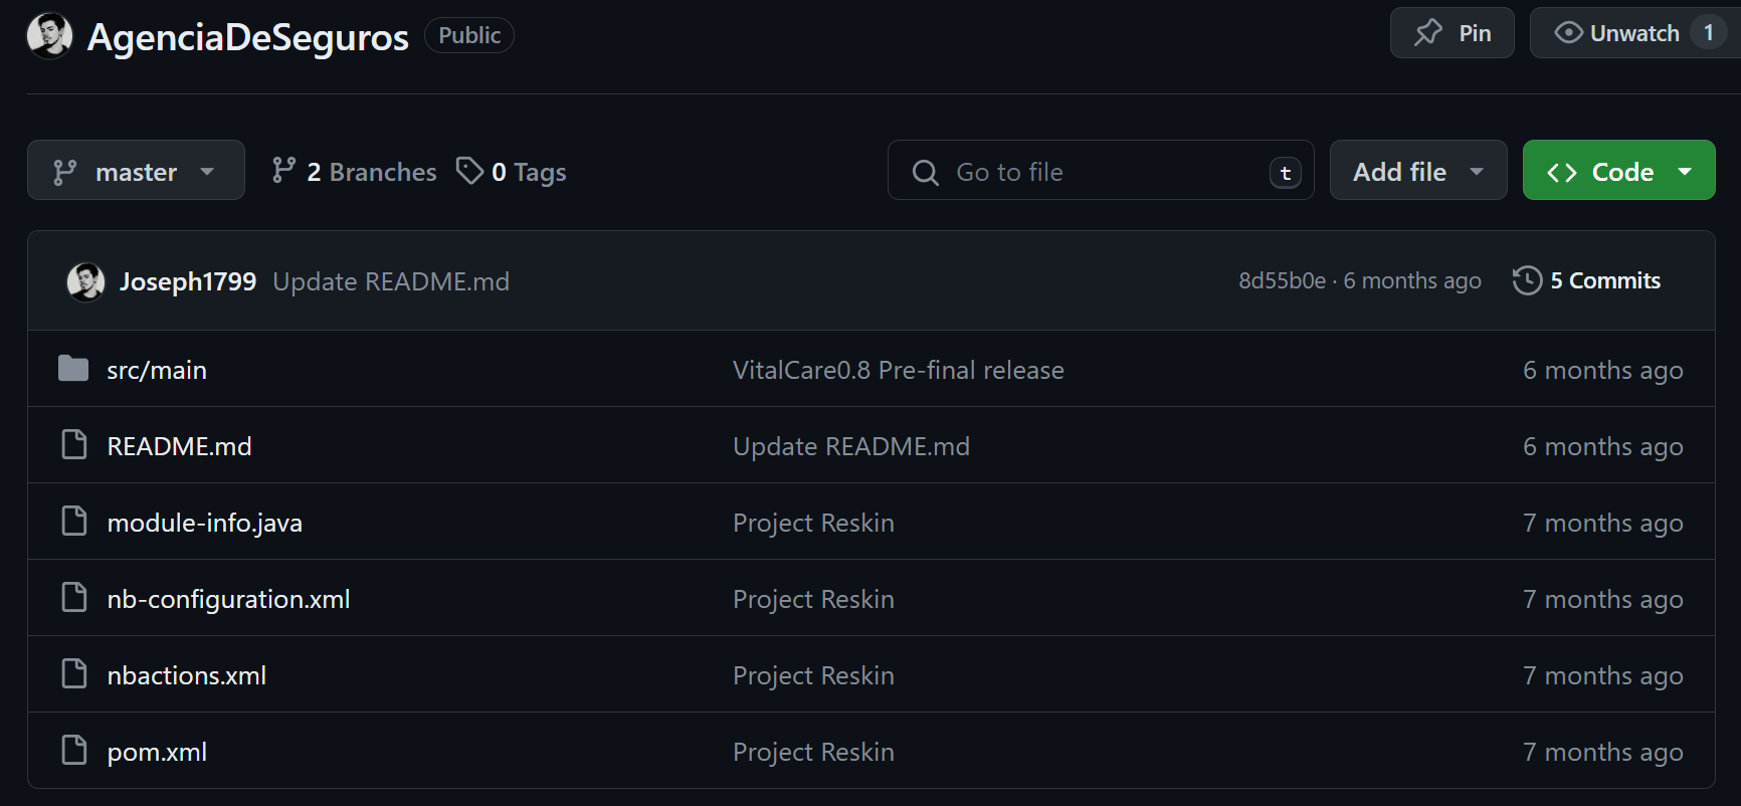 AgenciaDeSeguros Public Pin Unwatch 1
master 2 Branches 0 Tags Go to file t Add file <> Code
Joseph1799 Update README.md 8d55b0e · 6 months ago 5 Commits
src/main VitalCare0.8 Pre-final release 6 months ago
README.md Update README.md 6 months ago
module-info.java Project Reskin 7 months ago
nb-configuration.xml Project Reskin 7 months ago
nbactions.xml Project Reskin 7 months ago
pom.xml Project Reskin 7 months ago